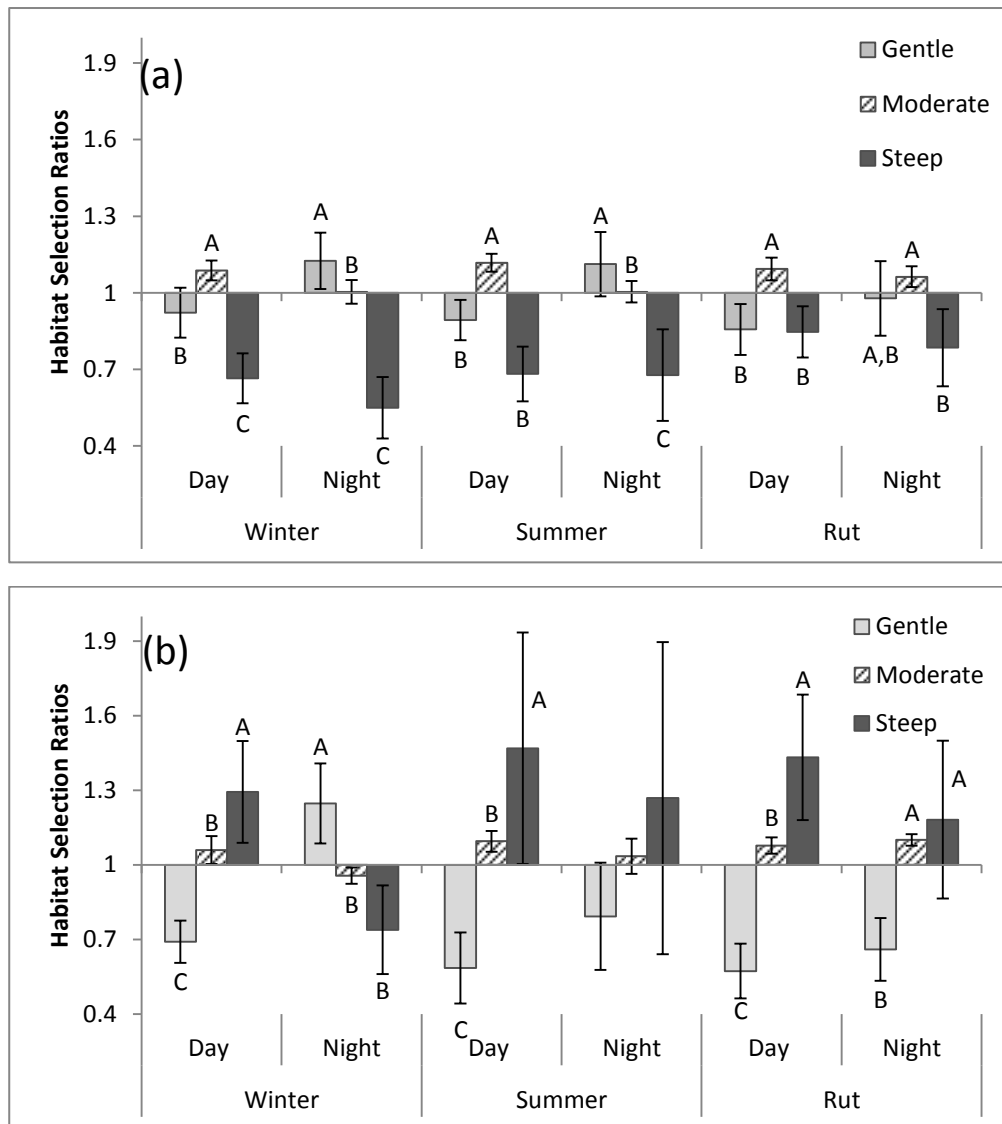 (a)
Habitat Selection Ratios
1.9
1.6
1.3
1
0.7
0.4
Gentle
Moderate
Steep
A A A A A A
B B
B C C B B C B B A,B B
Day Night Day Night Day Night
Winter Summer Rut
(b)
Habitat Selection Ratios
1.9
1.6
1.3
1
0.7
0.4
Gentle
Moderate
Steep
B A A B A B A A A
C B B C C B
Day Night Day Night Day Night
Winter Summer Rut